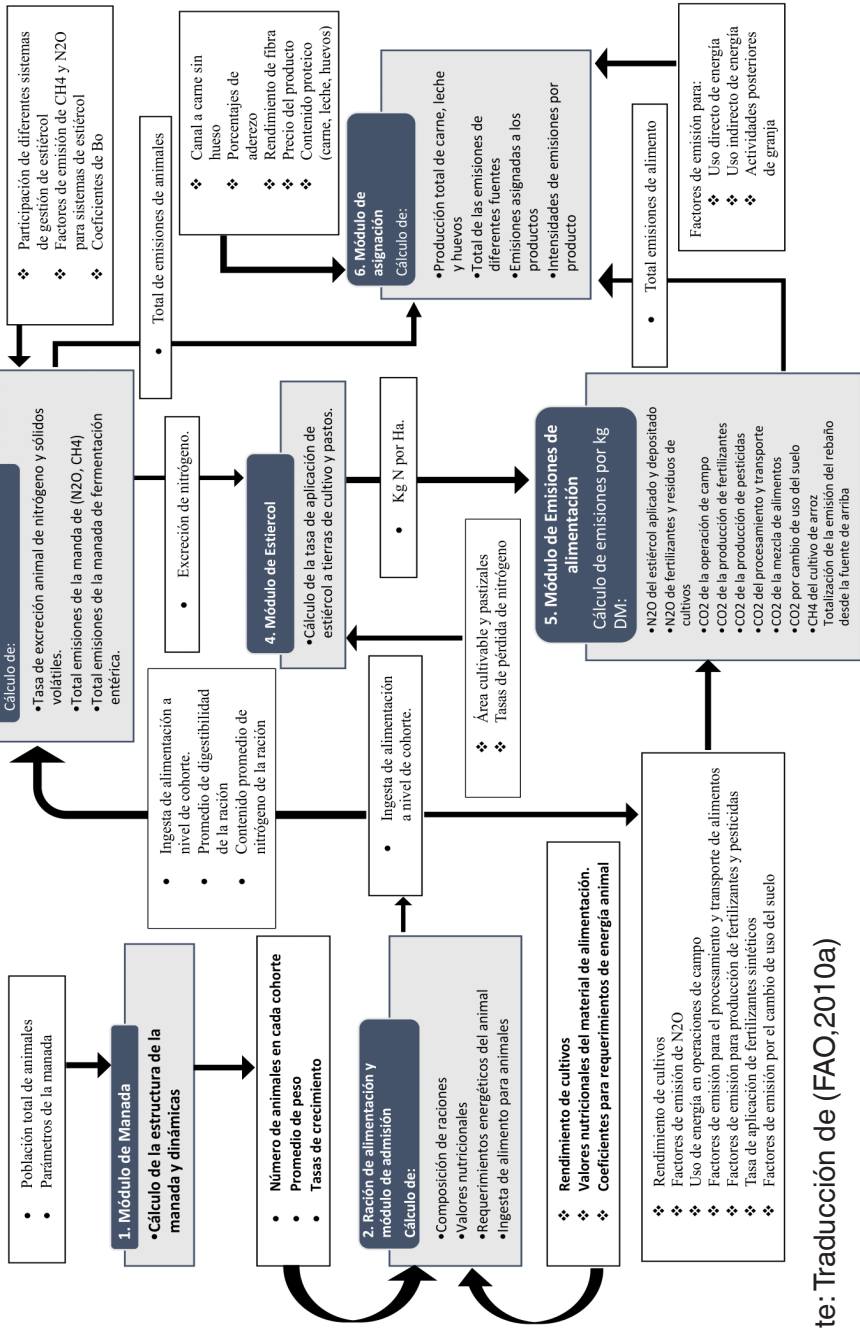 Población total de animales
Parámetros de la manada
1. Módulo de Manada
•Cálculo de la estructura de la
manada y dinámicas
Número de animales en cada cohorte
Promedio de peso
Tasas de crecimiento
2. Ración de alimentación y
módulo de admisión
Cálculo de:
•Composición de raciones
•Valores nutricionales
•Requerimientos energéticos del animal
•Ingesta de alimento para animales
Rendimiento de cultivos
Valores nutricionales del material de alimentación.
Coeficientes para requerimientos de energía animal
Ingesta de alimentación
a nivel de cohorte.
Ingesta de alimentación a
nivel de cohorte.
Promedio de digestibilidad
de la ración
Contenido promedio de
nitrógeno de la ración
Rendimiento de cultivos
Factores de emisión de N2O
Uso de energía en operaciones de campo
Factores de emisión para el procesamiento y transporte de alimentos
Factores de emisión para producción de fertilizantes y pesticidas
Tasa de aplicación de fertilizantes sintéticos
Factores de emisión por el cambio de uso del suelo
Cálculo de:
•Tasa de excreción animal de nitrógeno y sólidos
volátiles.
•Total emisiones de la manda de (N2O, CH4)
•Total emisiones de la manada de fermentación
entérica.
Participación de diferentes sistemas
de gestión de estiércol
Factores de emisión de CH4 y N2O
para sistemas de estiércol
Coeficientes de Bo
Excreción de nitrógeno.
Total de emisiones de animales
4. Módulo de Estiercol
•Cálculo de la tasa de aplicación de
estiércol a tierras de cultivo y pastos.
Área cultivable y pastizales
Tasas de pérdida de nitrógeno
Kg N por Ha.
5. Módulo de Emisiones de
alimentación
Cálculo de emisiones por kg
DM:
•N2O del estiércol aplicado y depositado
•N2O de fertilizantes y residuos de
cultivos
•CO2 de la operación de campo
•CO2 de la producción de fertilizantes
•CO2 de la producción de pesticidas
•CO2 del procesamiento y transporte
•CO2 de la mezcla de alimentos
•CO2 por cambio de uso del suelo
•CH4 del cultivo de arroz
Totalización de la emisión del rebaño
desde la fuente de arriba
Canal a carne sin
hueso
Porcentajes de
aderezo
Rendimiento de fibra
Precio del producto
Contenido proteico
(carne, leche, huevos)
6. Módulo de
asignación
Cálculo de:
•Producción total de carne, leche
y huevos
•Total de las emisiones de
diferentes fuentes
•Emisiones asignadas a los
productos
•Intensidades de emisiones por
producto
Total emisiones de alimento
Factores de emisión para:
Uso directo de energía
Uso indirecto de energía
Actividades posteriores
de granja
te: Traducción de (FAO,2010a)